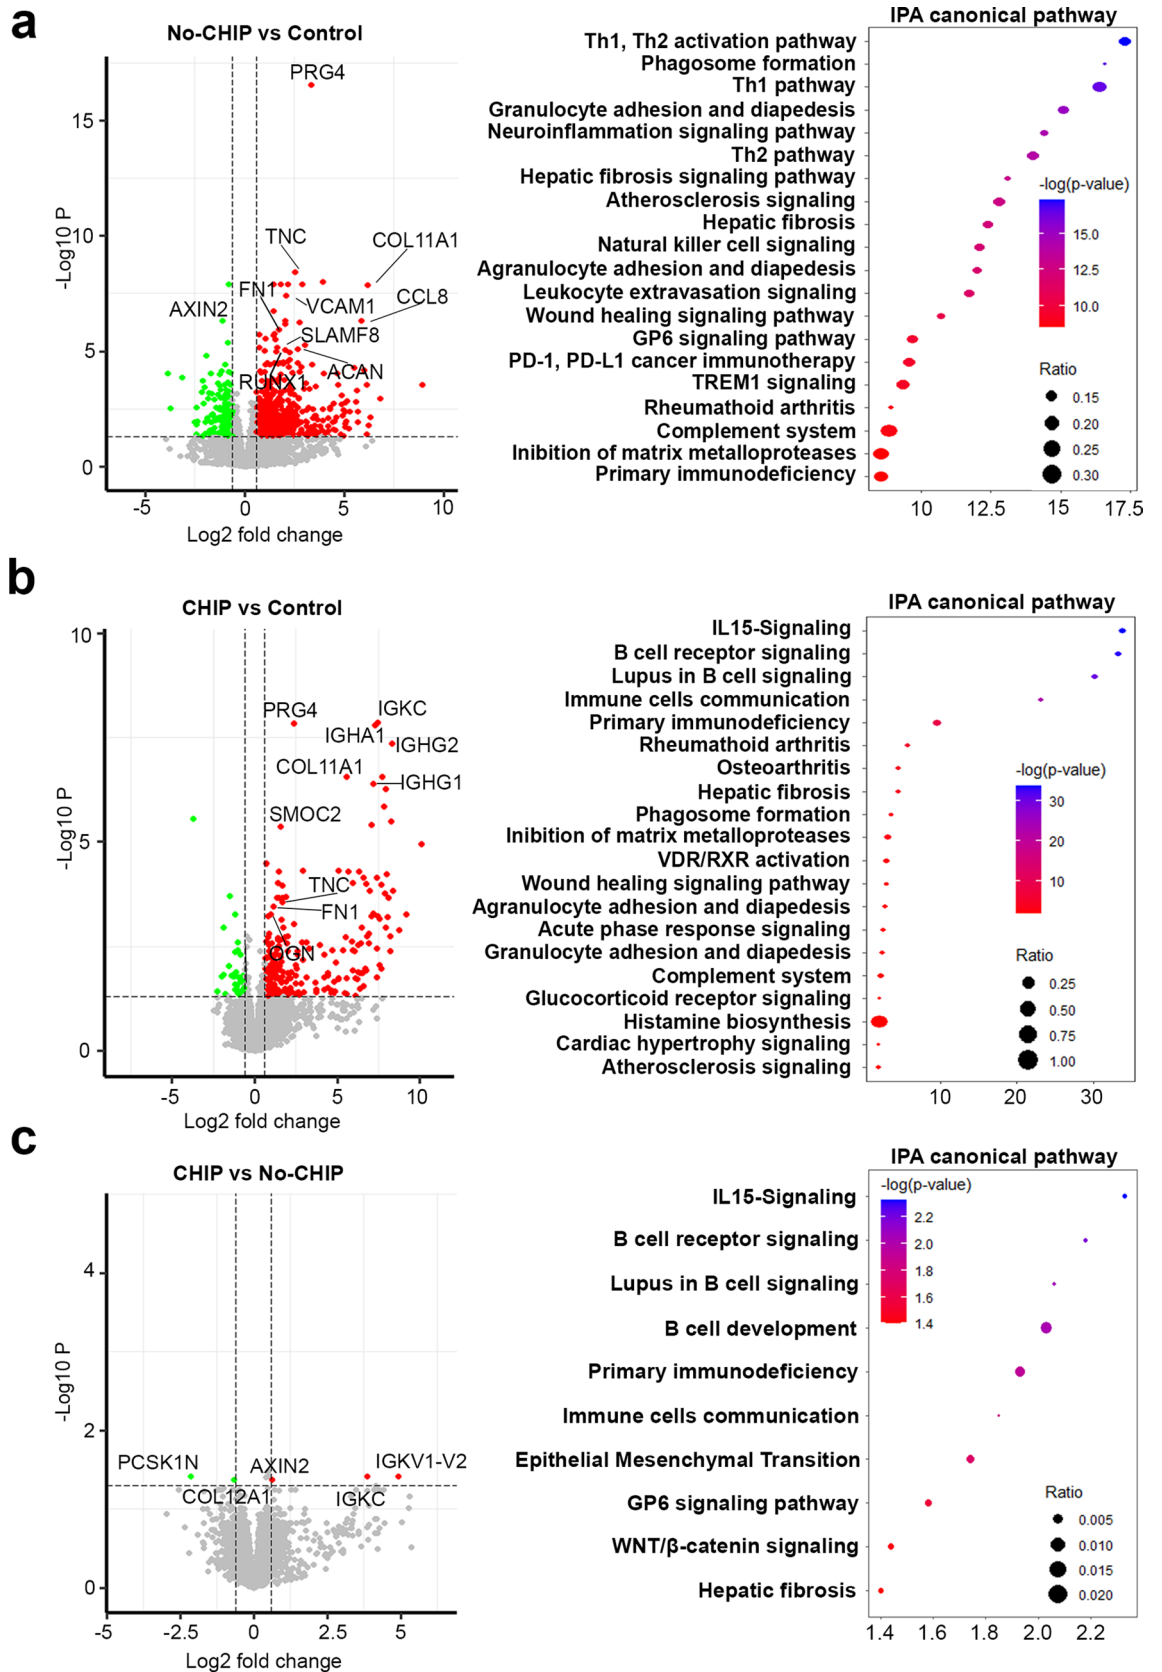 a
No-CHIP vs Control
-Log10 P
15
10
5
0
PRG4
TNC
COL11A1
FN1
CCL8
AXIN2
VCAM1
SLAMF8
RUNX1
ACAN
-5
0
5
10
Log2 fold change
IPA canonical pathway
Th1, Th2 activation pathway
Phagosome formation
Th1 pathway
Granulocyte adhesion and diapedesis
Neuroinflammation signaling pathway
Th2 pathway
Hepatic fibrosis signaling pathway
Atherosclerosis signaling
Hepatic fibrosis
Natural killer cell signaling
Agranulocyte adhesion and diapedesis
Leukocyte extravasation signaling
Wound healing signaling pathway
GP6 signaling pathway
PD-1, PD-L1 cancer immunotherapy
TREM1 signaling
Rheumatoid arthritis
Complement system
Inibition of matrix metalloproteases
Primary immunodeficiency
-log(p-value)
15.0
12.5
10.0
Ratio
0.15
0.20
0.25
0.30
10
12.5
15
17.5
b
CHIP vs Control
-Log10 P
10
5
0
PRG4
IGKC
IGHA1
IGHG2
COL11A1
IGHG1
SMOC2
TNC
FN1
OGN
-5
0
5
10
Log2 fold change
IPA canonical pathway
IL15-Signaling
B cell receptor signaling
Lupus in B cell signaling
Immune cells communication
Primary immunodeficiency
Rheumatoid arthritis
Osteoarthritis
Hepatic fibrosis
Phagosome formation
Inibition of matrix metalloproteases
VDR/RXR activation
Wound healing signaling pathway
Agranulocyte adhesion and diapedesis
Acute phase response signaling
Granulocyte adhesion and diapedesis
Complement system
Glucocorticoid receptor signaling
Histamine biosynthesis
Cardiac hypertrophy signaling
Atherosclerosis signaling
-log(p-value)
30
20
10
Ratio
0.25
0.50
0.75
1.00
10
20
30
c
CHIP vs No-CHIP
-Log10 P
4
2
0
PCSK1N
AXIN2
IGKV1-V2
COL12A1
IGKC
-5
-2.5
0
2.5
5
Log2 fold change
IPA canonical pathway
IL15-Signaling
B cell receptor signaling
Lupus in B cell signaling
B cell development
Primary immunodeficiency
Immune cells communication
Epithelial Mesenchymal Transition
GP6 signaling pathway
WNT/β-catenin signaling
Hepatic fibrosis
-log(p-value)
2.2
2.0
1.8
1.6
1.4
Ratio
0.005
0.010
0.015
0.020
1.4
1.6
1.8
2.0
2.2